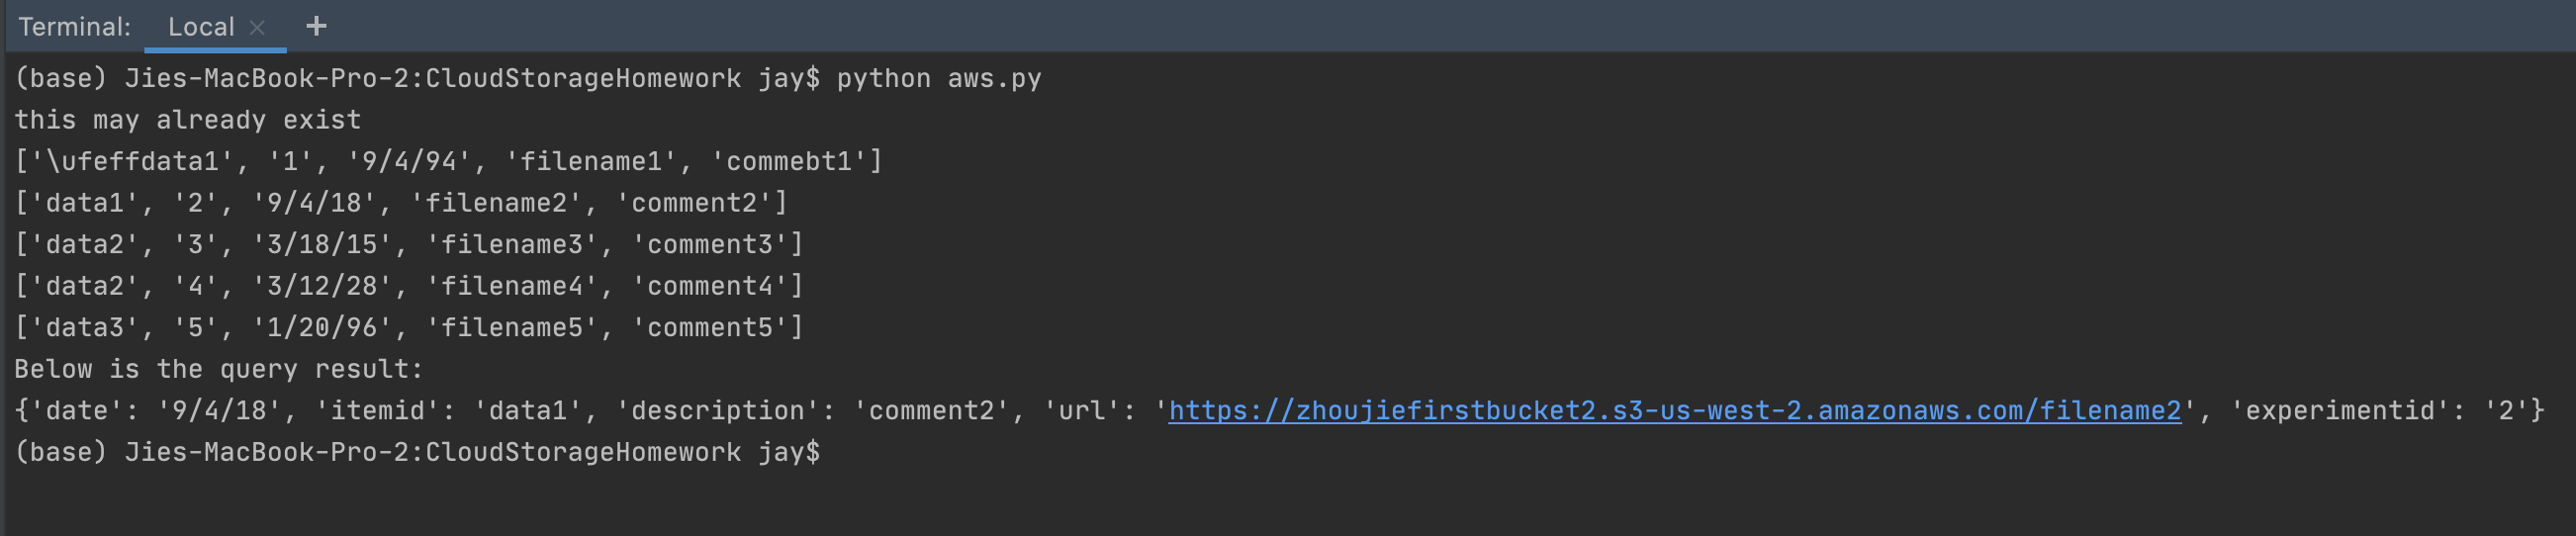 Terminal: Local × +
(base) Jies-MacBook-Pro-2:CloudStorageHomework jay$ python aws.py
this may already exist
['\ufeffdata1', '1', '9/4/94', 'filename1', 'commebt1']
['data1', '2', '9/4/18', 'filename2', 'comment2']
['data2', '3', '3/18/15', 'filename3', 'comment3']
['data2', '4', '3/12/28', 'filename4', 'comment4']
['data3', '5', '1/20/96', 'filename5', 'comment5']
Below is the query result:
{'date': '9/4/18', 'itemid': 'data1', 'description': 'comment2', 'url': 'https://zhoujiefirstbucket2.s3-us-west-2.amazonaws.com/filename2', 'experimentid': '2'}
(base) Jies-MacBook-Pro-2:CloudStorageHomework jay$